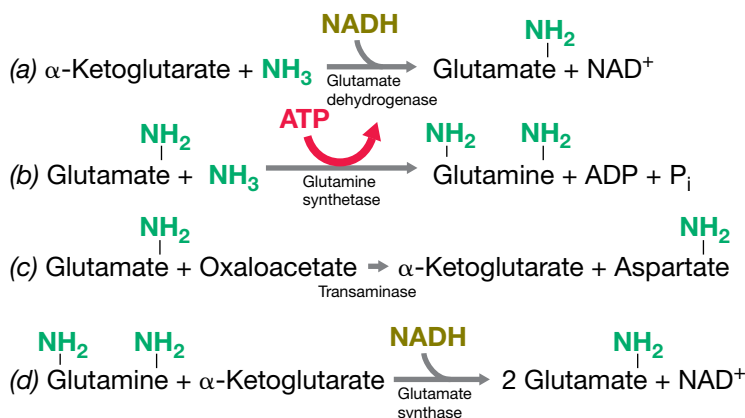 NADH NH₂
(a) α-Ketoglutarate + NH₃ Glutamate + NAD⁺
Glutamate
dehydrogenase
ATP
NH₂ NH₂ NH₂
(b) Glutamate + NH₃ Glutamine + ADP + Pᵢ
Glutamine
synthetase
NH₂ NH₂
(c) Glutamate + Oxaloacetate α-Ketoglutarate + Aspartate
Transaminase
NH₂ NH₂ NADH NH₂
(d) Glutamine + α-Ketoglutarate 2 Glutamate + NAD⁺
Glutamate
synthase